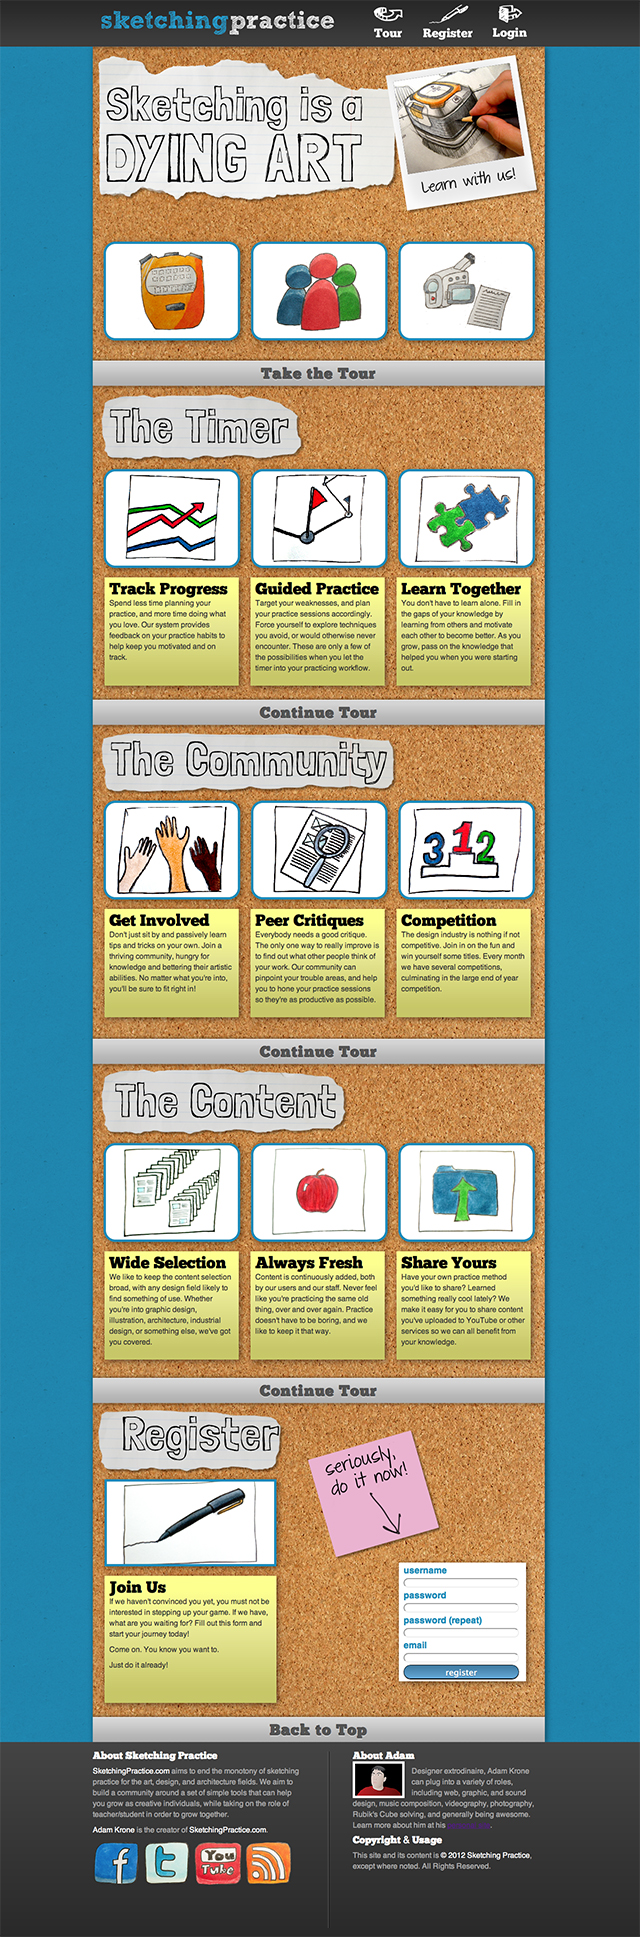 sketchingpractice
Tour
Register
Login
Sketching is a
DYING ART
Learn with us!
Take the Tour
The Timer
Track Progress
Spend less time planning your
practice, and more time doing what
you love. Our system provides
feedback on your practice habits to
help keep you motivated and on
track.
Guided Practice
Target your weaknesses, and plan
your practice sessions accordingly.
Force yourself to explore techniques
you avoid, or would otherwise never
encounter. These are only a few of
the possibilities when you let the
timer into your practicing workflow.
Learn Together
You don't have to learn alone. Fill in
the gaps of your knowledge by
learning from others and motivate
each other to become better. As you
grow, pass on the knowledge that
helped you when you were starting
out.
Continue Tour
The Community
3 1 2
Get Involved
Don't just sit by and passively learn
tips and tricks on your own. Join a
thriving community, hungry for
knowledge and bettering their artistic
abilities. No matter what you're into,
you'll be sure to fit right in!
Peer Critiques
Everybody needs a good critique.
The only way to really improve is
to find out what other people think of
your work. Our community can
pinpoint your trouble areas, and help
you to hone your practice sessions
so they're as productive as possible.
Competition
The design industry is nothing if not
competitive. Join in on the fun and
win yourself some titles. Every month
we have several competitions,
culminating in the large end of year
competition.
Continue Tour
The Content
Wide Selection
We like to keep the content selection
broad, with any design field likely to
find something of use. Whether
you're into graphic design,
illustration, architecture, industrial
design, or something else, we've got
you covered.
Always Fresh
Content is continuously added, both
by our users and our staff. Never feel
like you're practicing the same old
thing, over and over again. Practice
doesn't have to be boring, and we
like to keep it that way.
Share Yours
Have your own practice method
you'd like to share? Learned
something really cool lately? We
make it easy for you to share content
you've uploaded to YouTube or other
services so we can all benefit from
your knowledge.
Continue Tour
Register
seriously,
do it now!
Join Us
If we haven't convinced you yet, you must not be
interested in stepping up your game. If we have,
what are you waiting for? Fill out this form and
start your journey today!
Come on. You know you want to.
Just do it already!
username
password
password (repeat)
email
register
Back to Top
About Sketching Practice
SketchingPractice.com aims to end the monotony of sketching
practice for the art, design, and architecture fields. We aim to
build a community around a set of simple tools that can help
you grow as creative individuals, while taking on the role of
teacher/student in order to grow together.
Adam Krone is the creator of SketchingPractice.com.
f
t
You
Tube
About Adam
Designer extrodinaire, Adam Krone
can plug into a variety of roles,
including web, graphic, and sound
design, music composition, videography, photography,
Rubik's Cube solving, and generally being awesome.
Learn more about him at his
Copyright & Usage
This site and its content is © 2012 Sketching Practice,
except where noted. All Rights Reserved.